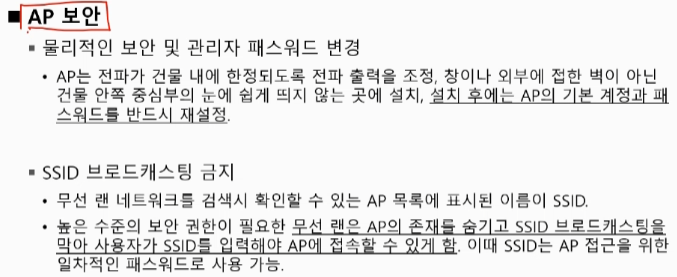 AP 보안
물리적인 보안 및 관리자 패스워드 변경
AP는 전파가 건물 내에 한정되도록 전파 출력을 조정, 창이나 외부에 접한 벽이 아닌
건물 안쪽 중심부의 눈에 쉽게 띄지 않는 곳에 설치, 설치 후에는 AP의 기본 계정과 패
스워드를 반드시 재설정.
SSID 브로드캐스팅 금지
무선 랜 네트워크를 검색시 확인할 수 있는 AP 목록에 표시된 이름이 SSID.
높은 수준의 보안 권한이 필요한 무선 랜은 AP의 존재를 숨기고 SSID 브로드캐스팅을
막아 사용자가 SSID를 입력해야 AP에 접속할 수 있게 함. 이때 SSID는 AP 접근을 위한
일차적인 패스워드로 사용 가능.